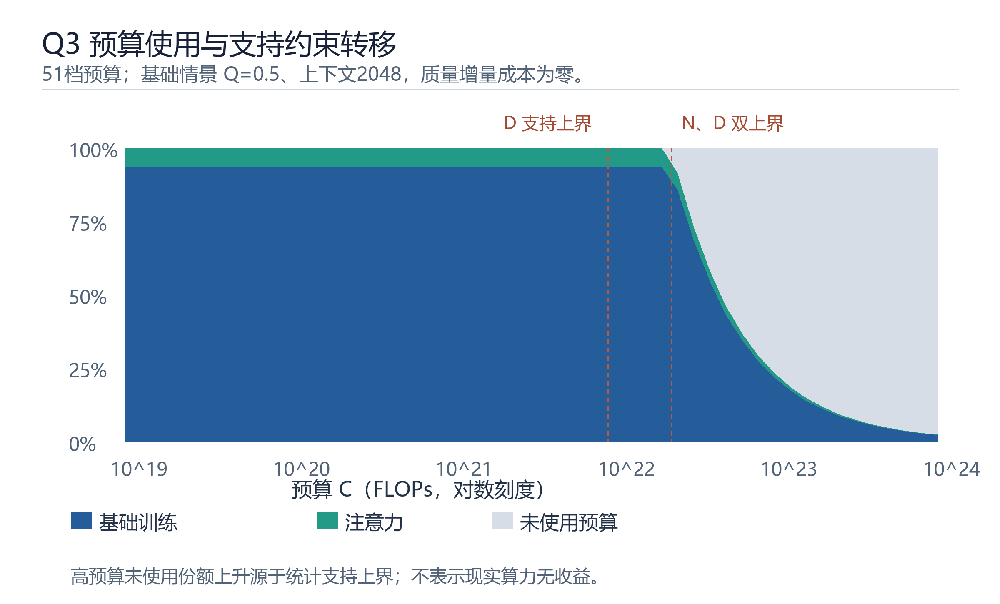 Q3 预算使用与支持约束转移
51档预算；基础情景 Q=0.5、上下文2048，质量增量成本为零。
D 支持上界
N、D 双上界
100%
75%
50%
25%
0%
10^19
10^20
10^21
10^22
10^23
10^24
预算 C（FLOPs，对数刻度）
基础训练
注意力
未使用预算
高预算未使用份额上升源于统计支持上界；不表示现实算力无收益。